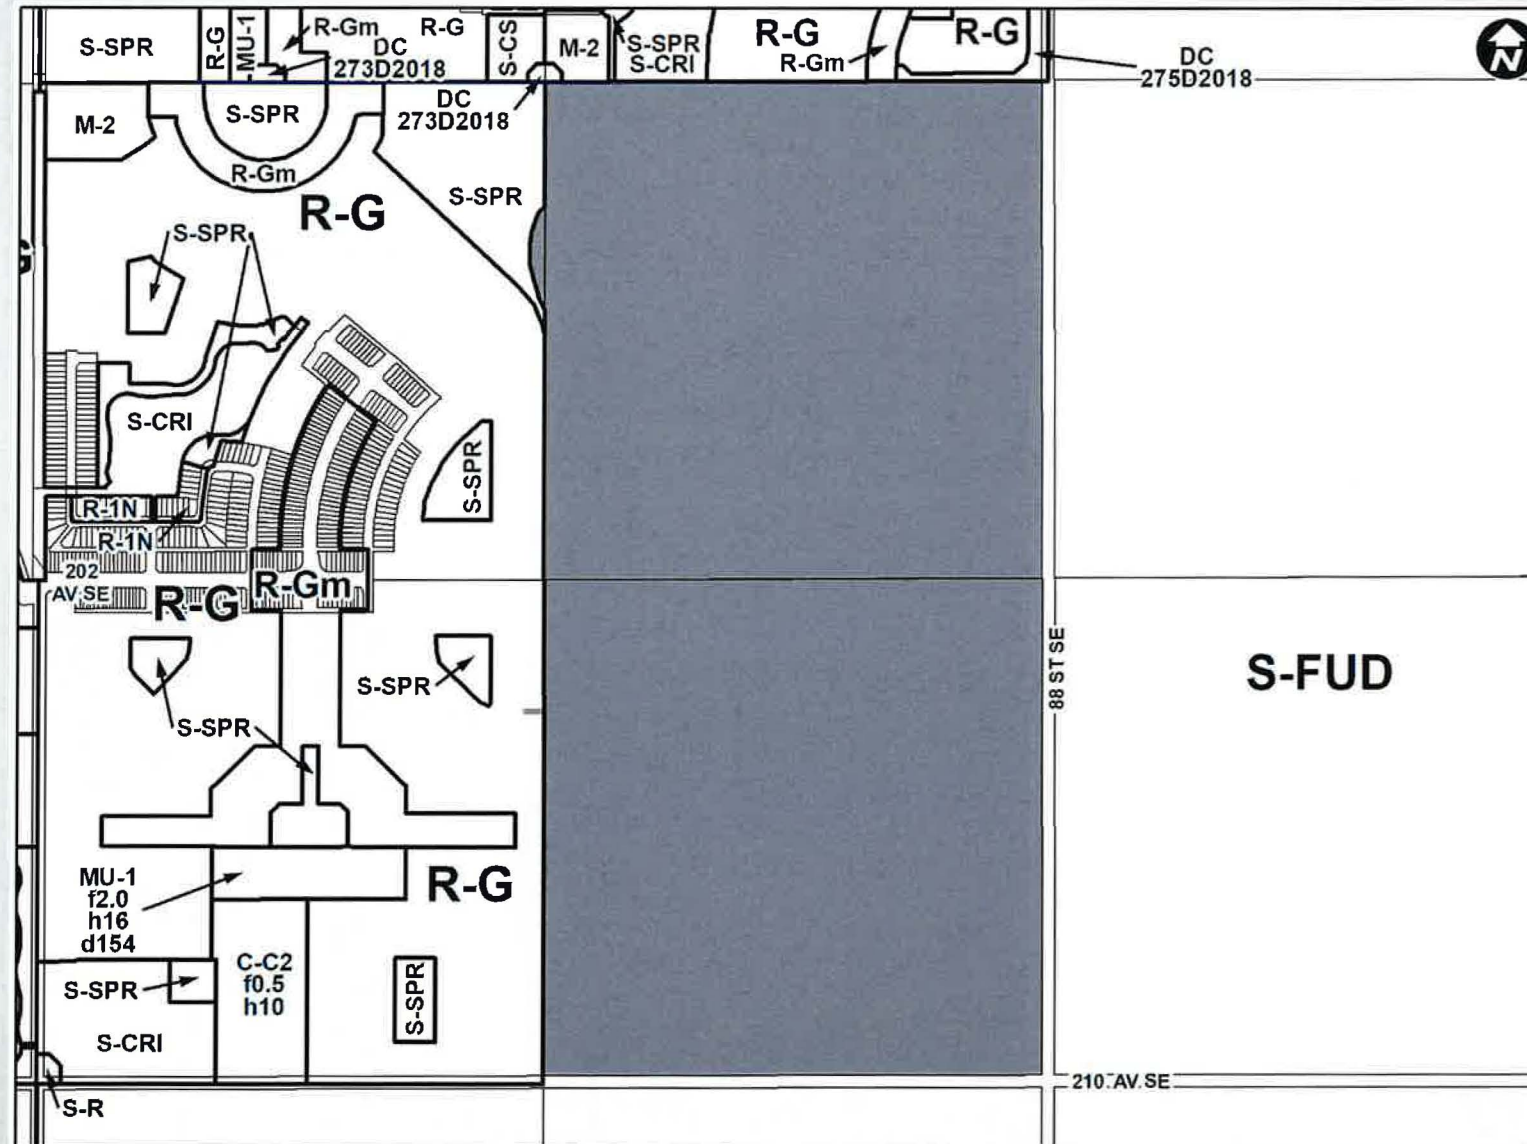 S-SPR
R-G
MU-1
R-Gm
DC
273D2018
R-G
S-CS
M-2
S-SPR
S-CRI
R-G
R-Gm
R-G
DC
275D2018
N
M-2
S-SPR
R-Gm
DC
273D2018
S-SPR
R-G
S-SPR
S-CRI
S-SPR
R-1N
R-1N
202
AV SE
R-G
R-Gm
S-SPR
S-SPR
88 ST SE
S-FUD
MU-1
f2.0
h16
d154
R-G
S-SPR
C-C2
f0.5
h10
S-SPR
S-CRI
210 AV SE
S-R